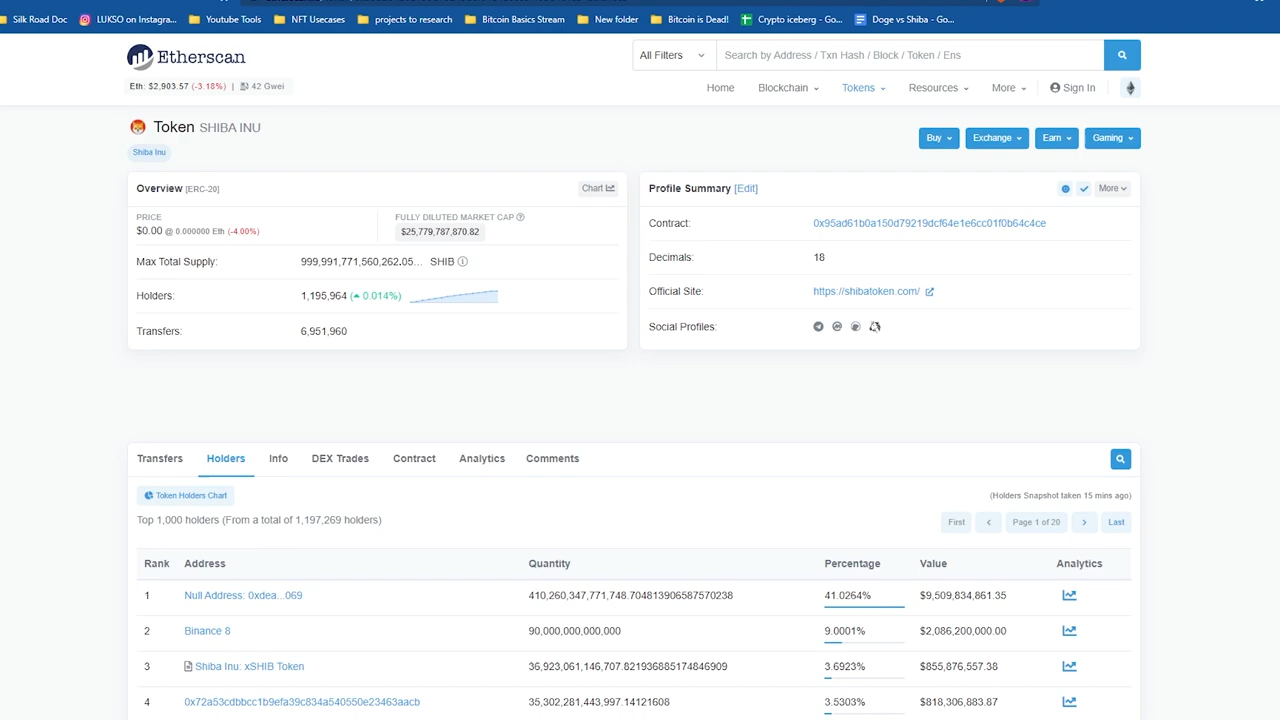 Silk Road Doc LUKSO on Instagra... Youtube Tools NFT Usecases projects to research Bitcoin Basics Stream New folder Bitcoin is Dead! Crypto iceberg - Go... Doge vs Shiba - Go...
Etherscan
All Filters Search by Address / Txn Hash / Block / Token / Ens
Eth: $2,903.57 (-3.18%) | 42 Gwei
Home Blockchain Tokens Resources More Sign In
Token SHIBA INU
Buy Exchange Earn Gaming
Shiba Inu
Overview [ERC-20] Chart
PRICE FULLY DILUTED MARKET CAP
$0.00 @ 0.000000 Eth (-4.00%) $25,779,787,870.82
Max Total Supply: 999,991,771,560,262.05... SHIB
Holders: 1,195,964 (0.014%)
Transfers: 6,951,960
Profile Summary [Edit] More
Contract: 0x95ad61b0a150d79219dcf64e1e6cc01f0b64c4ce
Decimals: 18
Official Site: https://shibatoken.com/
Social Profiles:
Transfers Holders Info DEX Trades Contract Analytics Comments
Token Holders Chart (Holders Snapshot taken 15 mins ago)
Top 1,000 holders (From a total of 1,197,269 holders) First Page 1 of 20 Last
Rank Address Quantity Percentage Value Analytics
1 Null Address: 0xdea...069 410,260,347,771,748.704813906587570238 41.0264% $9,509,834,861.35
2 Binance 8 90,000,000,000,000 9.0001% $2,086,200,000.00
3 Shiba Inu: xSHIB Token 36,923,061,146,707.821936885174846909 3.6923% $855,876,557.38
4 0x72a53cdbbcc1b9efa39c834a540550e23463aacb 35,302,281,443,997.14121608 3.5303% $818,306,883.87